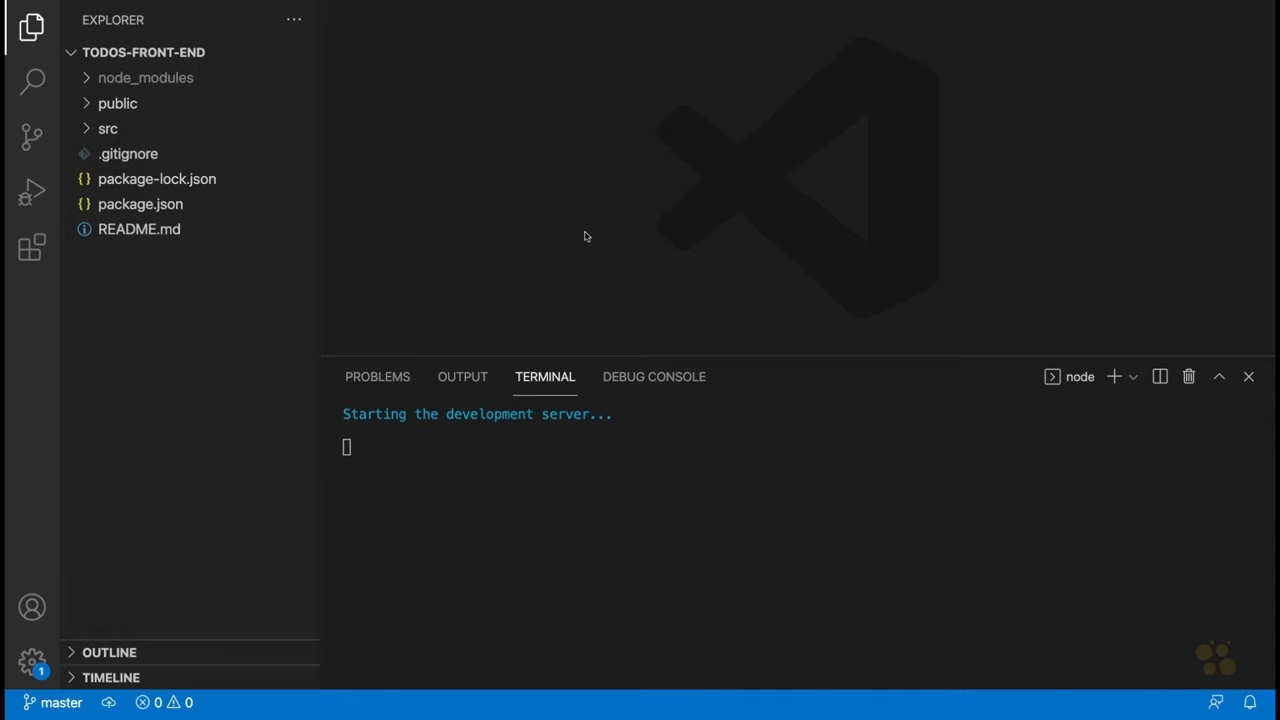 EXPLORER
TODOS-FRONT-END
node_modules
public
src
.gitignore
package-lock.json
package.json
README.md
PROBLEMS OUTPUT TERMINAL DEBUG CONSOLE node
Starting the development server...
OUTLINE
1
TIMELINE
master 0 0